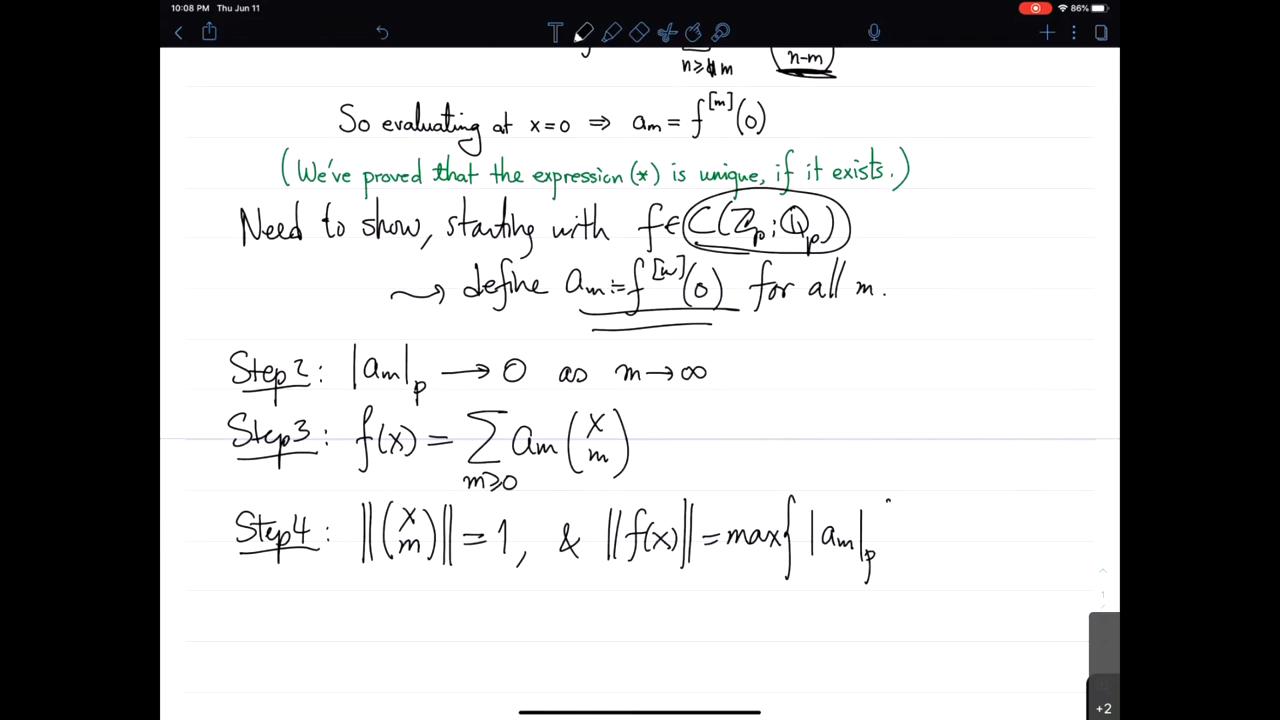 10:08 PM Thu Jun 11
86%
T
n≥m
n-m
So evaluating at x=0 ⇒ aₘ = f^[m](0)
(We've proved that the expression (*) is unique, if it exists.)
Need to show, starting with f∈C(ℤp; ℚp)
⇝ define aₘ := f^[m](0) for all m.
Step2: |aₘ|p → 0 as m→∞
Step3: f(x) = ∑ aₘ (x m)
m≥0
Step4: ‖(x m)‖ = 1, & ‖f(x)‖ = max{ |aₘ|p
1
+2